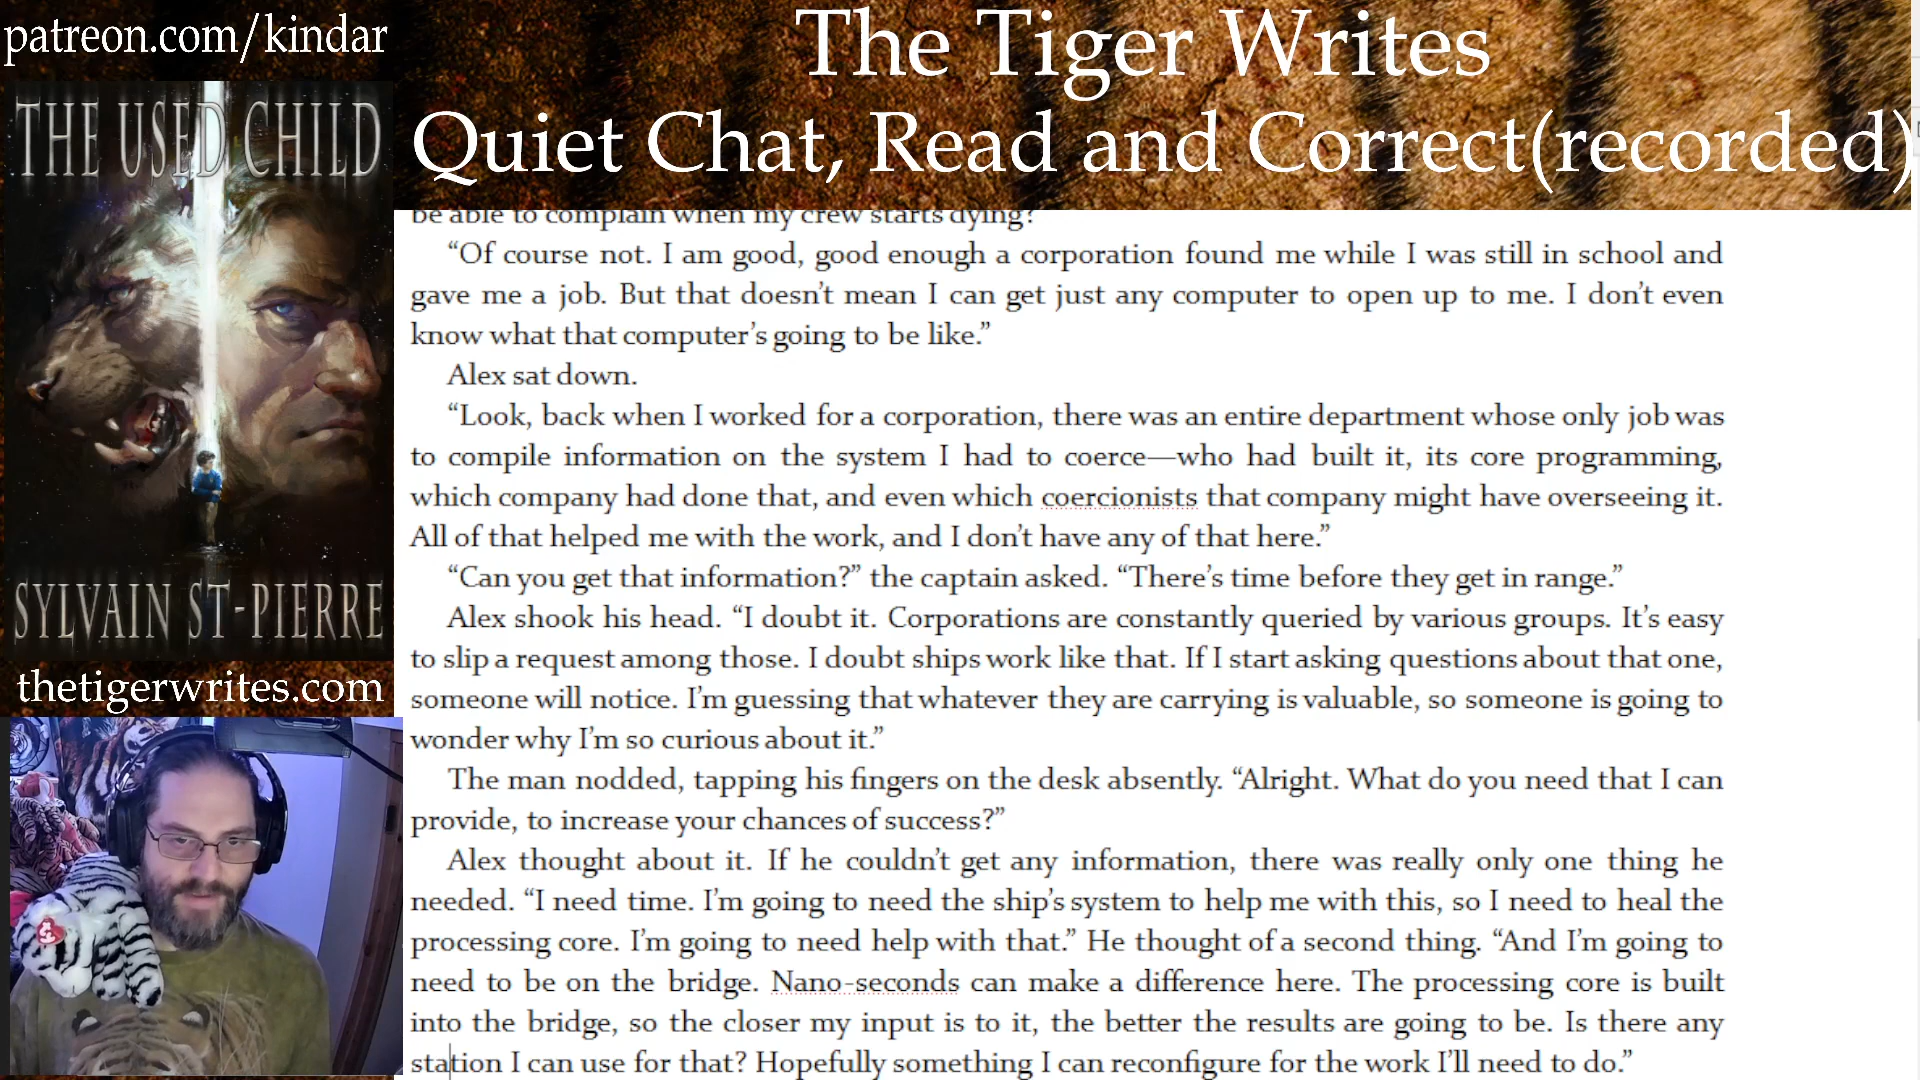 patreon.com/kindar
THE USED CHILD
SYLVAIN ST-PIERRE
thetigerwrites.com
The Tiger Writes
Quiet Chat, Read and Correct(recorded)
be able to complain when my crew starts dying?
“Of course not. I am good, good enough a corporation found me while I was still in school and
gave me a job. But that doesn’t mean I can get just any computer to open up to me. I don’t even
know what that computer’s going to be like.”
Alex sat down.
“Look, back when I worked for a corporation, there was an entire department whose only job was
to compile information on the system I had to coerce—who had built it, its core programming,
which company had done that, and even which coercionists that company might have overseeing it.
All of that helped me with the work, and I don’t have any of that here.”
“Can you get that information?” the captain asked. “There’s time before they get in range.”
Alex shook his head. “I doubt it. Corporations are constantly queried by various groups. It’s easy
to slip a request among those. I doubt ships work like that. If I start asking questions about that one,
someone will notice. I’m guessing that whatever they are carrying is valuable, so someone is going to
wonder why I’m so curious about it.”
The man nodded, tapping his fingers on the desk absently. “Alright. What do you need that I can
provide, to increase your chances of success?”
Alex thought about it. If he couldn’t get any information, there was really only one thing he
needed. “I need time. I’m going to need the ship’s system to help me with this, so I need to heal the
processing core. I’m going to need help with that.” He thought of a second thing. “And I’m going to
need to be on the bridge. Nano-seconds can make a difference here. The processing core is built
into the bridge, so the closer my input is to it, the better the results are going to be. Is there any
station I can use for that? Hopefully something I can reconfigure for the work I’ll need to do.”